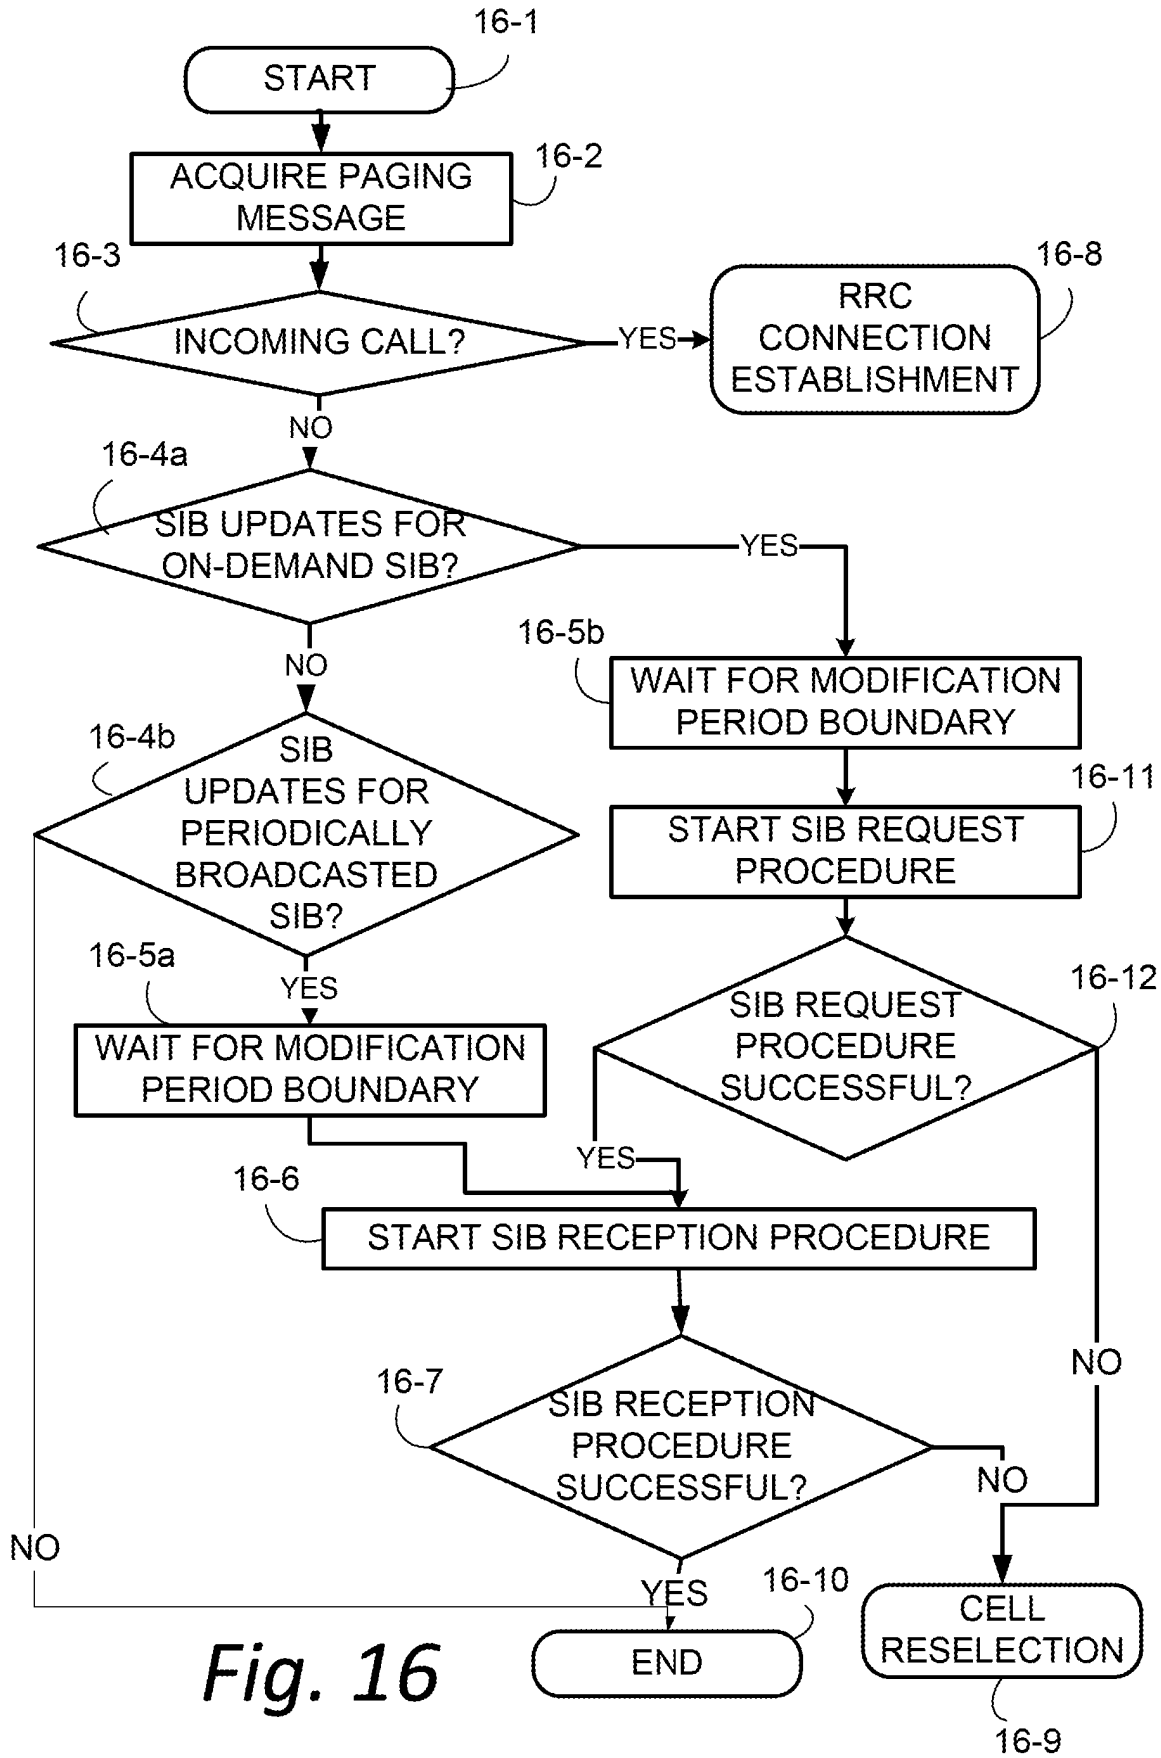 16-1
START
16-2
ACQUIRE PAGING
MESSAGE
16-3
INCOMING CALL?
YES
16-8
RRC
CONNECTION
ESTABLISHMENT
NO
16-4a
SIB UPDATES FOR
ON-DEMAND SIB?
YES
NO
16-5b
WAIT FOR MODIFICATION
PERIOD BOUNDARY
16-4b
SIB
UPDATES FOR
PERIODICALLY
BROADCASTED
SIB?
16-11
START SIB REQUEST
PROCEDURE
16-5a
YES
WAIT FOR MODIFICATION
PERIOD BOUNDARY
16-12
SIB REQUEST
PROCEDURE
SUCCESSFUL?
YES
16-6
START SIB RECEPTION PROCEDURE
NO
16-7
SIB RECEPTION
PROCEDURE
SUCCESSFUL?
NO
NO
YES
16-10
END
CELL
RESELECTION
16-9
Fig. 16